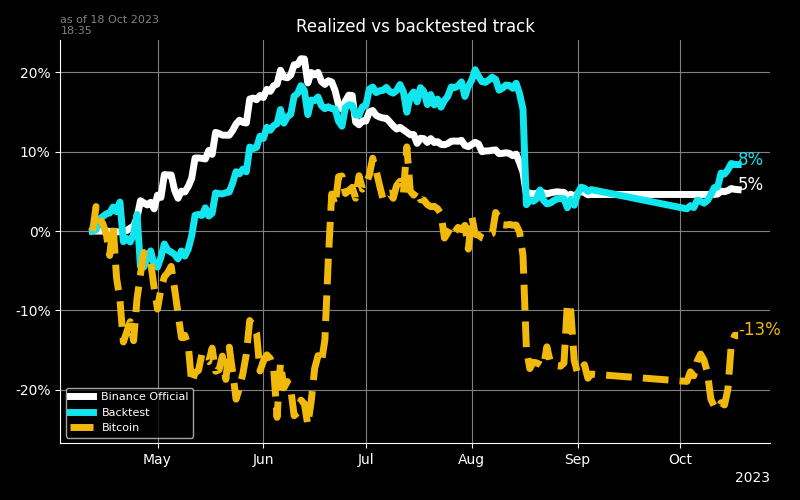 as of 18 Oct 2023
18:35
Realized vs backtested track
20%
10%
0%
-10%
-20%
8%
5%
-13%
Binance Official
Backtest
Bitcoin
May Jun Jul Aug Sep Oct
2023